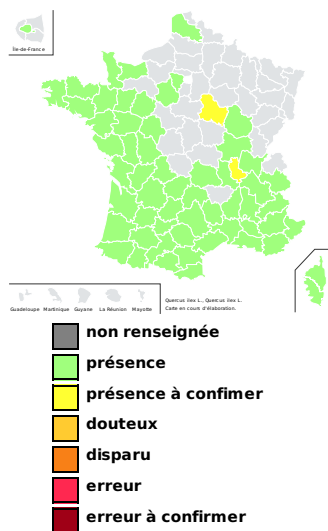 Île-de-France
Guadeloupe Martinique Guyane La Réunion Mayotte
Quercus ilex L., Quercus ilex L.
Carte en cours d'élaboration.
non renseignée
présence
présence à confimer
douteux
disparu
erreur
erreur à confirmer